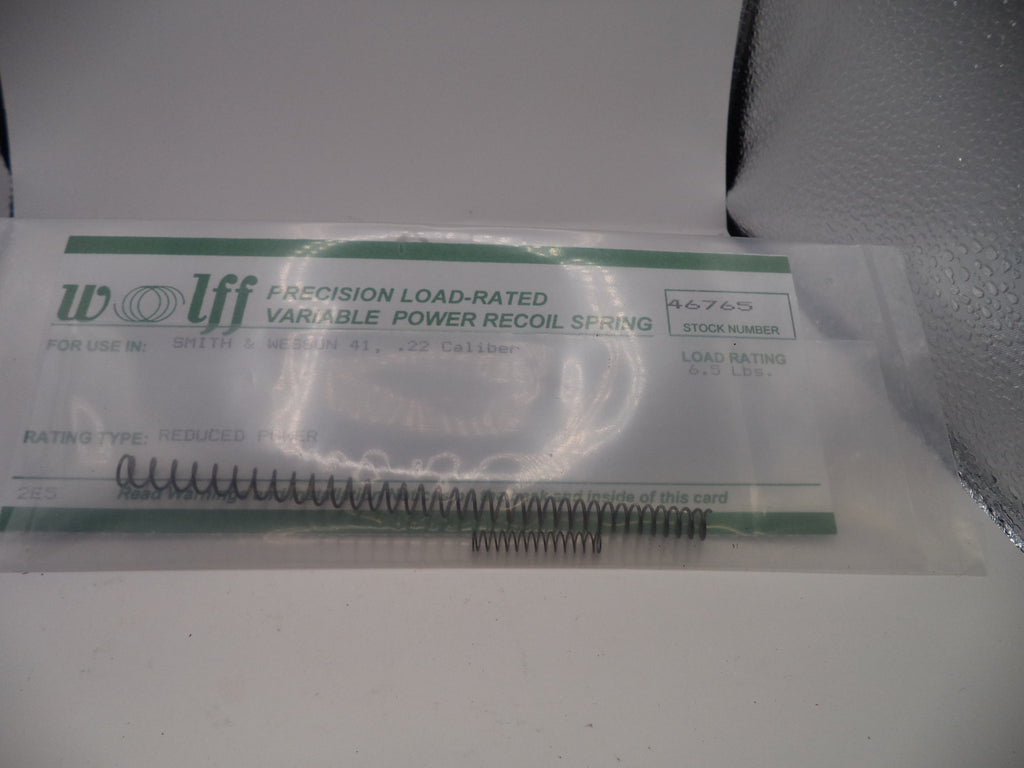 wolff PRECISION LOAD-RATED
VARIABLE POWER RECOIL SPRING
46765
STOCK NUMBER
FOR USE IN: SMITH & WESSON 41, .22 Caliber
LOAD RATING
6.5 Lbs.
RATING TYPE: REDUCED POWER
2E5
Read Warning and inside of this card